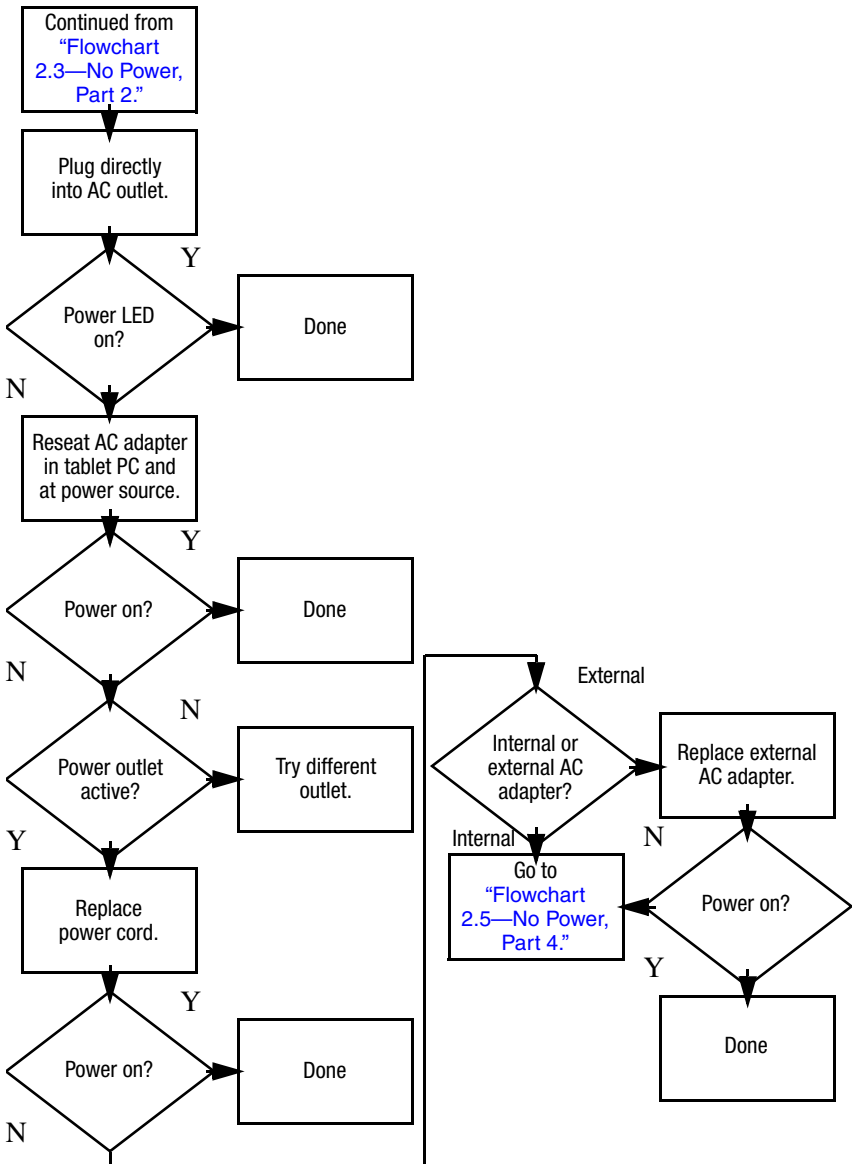 Continued from
“Flowchart
2.3—No Power,
Part 2.”
Plug directly
into AC outlet.
Y
Power LED
on?
Done
N
Reseat AC adapter
in tablet PC and
at power source.
Y
Power on?
Done
N
N
Power outlet
active?
Try different
outlet.
Y
Replace
power cord.
Y
Power on?
Done
N
External
Internal or
external AC
adapter?
Replace external
AC adapter.
Internal
N
Go to
“Flowchart
2.5—No Power,
Part 4.”
Power on?
Y
Done